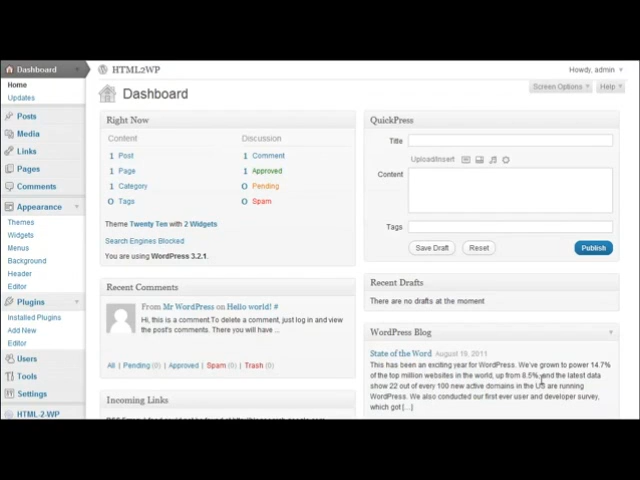 Dashboard
Home
Updates
Posts
Media
Links
Pages
Comments
Appearance
Themes
Widgets
Menus
Background
Header
Editor
Plugins
Installed Plugins
Add New
Editor
Users
Tools
Settings
HTML-2-WP
HTML2WP
Howdy, admin
Screen Options
Help
Dashboard
Right Now
Content
Discussion
1 Post
1 Comment
1 Page
1 Approved
1 Category
0 Pending
0 Tags
0 Spam
Theme Twenty Ten with 2 Widgets
Search Engines Blocked
You are using WordPress 3.2.1.
Recent Comments
From Mr WordPress on Hello world! #
Hi, this is a comment.To delete a comment, just log in and
view the post's comments. There you will have ...
All | Pending (0) | Approved | Spam (0) | Trash (0)
Incoming Links
QuickPress
Title
Upload/Insert
Content
Tags
Save Draft
Reset
Publish
Recent Drafts
There are no drafts at the moment
WordPress Blog
State of the Word August 19, 2011
This has been an exciting year for WordPress. We've grown to power 14.7%
of the top million websites in the world, up from 8.5%, and the latest data
show 22 out of every 100 new active domains in the US are running
WordPress. We also conducted our first ever user and developer survey,
which got [...]